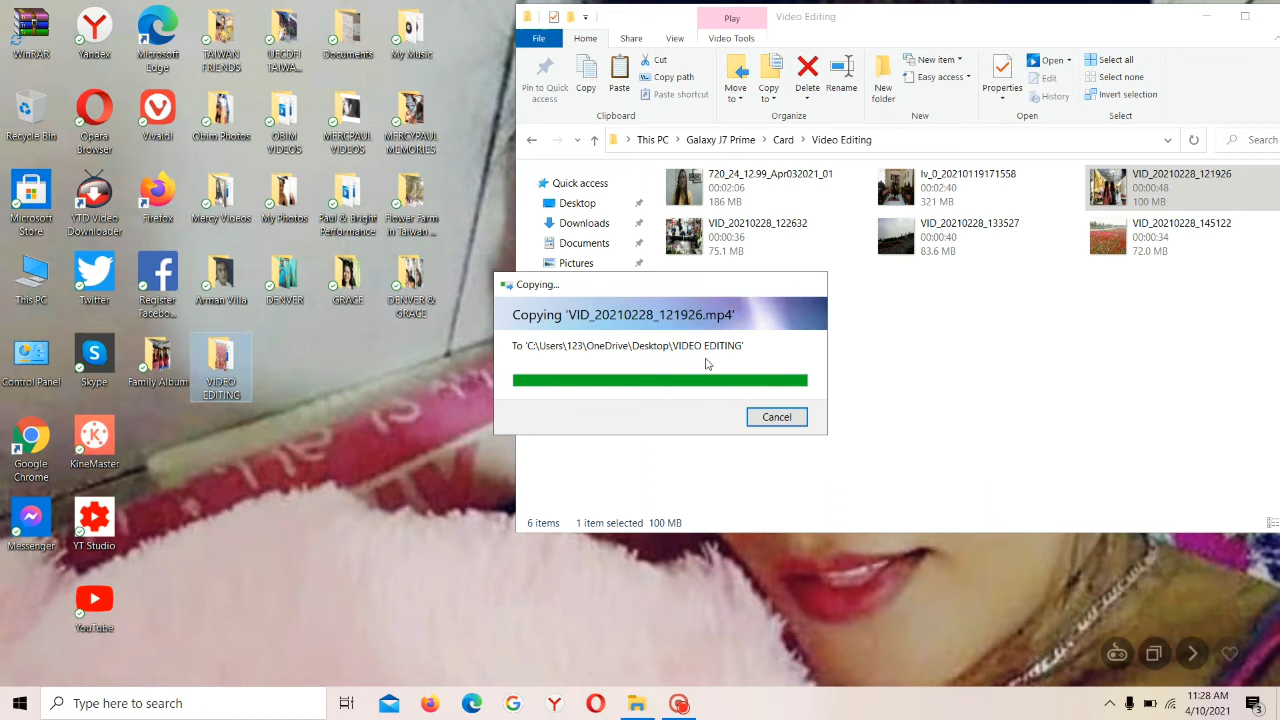 WinRAR
Yandex
Microsoft
Edge
TAIWAN
FRIENDS
UECDFI
TAIWA...
Documents
My Music
Recycle Bin
Opera
Browser
Vivaldi
Obim Photos
OBIM
VIDEOS
MERCPAUL
VIDEOS
MERCYPAUL
MEMORIES
Microsoft
Store
YTD Video
Downloader
Firefox
Mercy Videos
My Photos
Paul & Bright
Performance
Flower Farm
in Taiwan ...
This PC
Twitter
Register
Facebo...
Arman Villa
DENVER
GRACE
DENVER &
GRACE
Control Panel
Skype
Family Album
VIDEO
EDITING
Google
Chrome
KineMaster
Messenger
YT Studio
YouTube
Play
Video Editing
File
Home
Share
View
Video Tools
Pin to Quick
access
Copy
Paste
Cut
Copy path
Paste shortcut
Clipboard
Move
to
Copy
to
Delete
Rename
Organize
New
folder
New item
Easy access
New
Properties
Open
Edit
History
Open
Select all
Select none
Invert selection
Select
This PC > Galaxy J7 Prime > Card > Video Editing
Search
Quick access
Desktop
Downloads
Documents
Pictures
720_24_12.99_Apr032021_01
00:02:06
186 MB
lv_0_20210119171558
00:02:40
321 MB
VID_20210228_121926
00:00:48
100 MB
VID_20210228_122632
00:00:36
75.1 MB
VID_20210228_133527
00:00:40
83.6 MB
VID_20210228_145122
00:00:34
72.0 MB
Copying...
Copying 'VID_20210228_121926.mp4'
To 'C:\Users\123\OneDrive\Desktop\VIDEO EDITING'
Cancel
6 items
1 item selected 100 MB
Type here to search
11:28 AM
4/10/2021
3